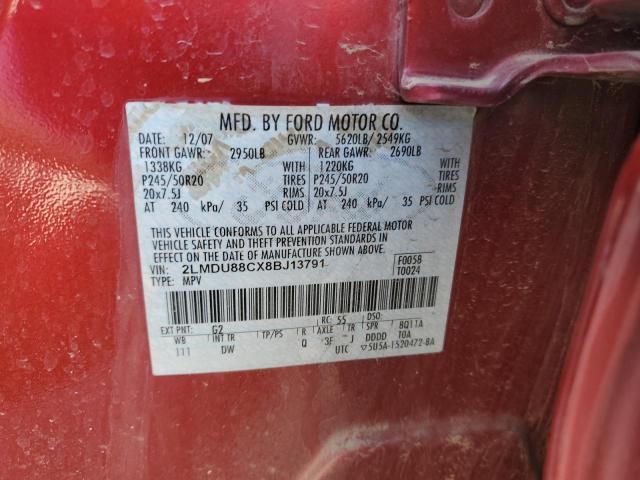 MFD. BY FORD MOTOR CO.
DATE: 12/07 GVWR: 5620LB/ 2549KG
FRONT GAWR: 2950LB REAR GAWR: 2690LB
1338KG WITH 1220KG WITH
P245/50R20 TIRES P245/50R20 TIRES
20x7.5J RIMS 20x7.5J RIMS
AT 240 kPa/ 35 PSI COLD AT 240 kPa/ 35 PSI COLD
THIS VEHICLE CONFORMS TO ALL APPLICABLE FEDERAL MOTOR
VEHICLE SAFETY AND THEFT PREVENTION STANDARDS IN
EFFECT ON THE DATE OF MANUFACTURE SHOWN ABOVE.
VIN: 2LMDU88CX8BJ13791 F0058
TYPE: MPV T0024
EXT PNT: G2 RC: 55 DSO:
WB INT TR TP/PS R AXLE TR SPR BQ11A
111 DW Q 3F J DDDD T0A
UTC ▽5U5A-1520472-BA